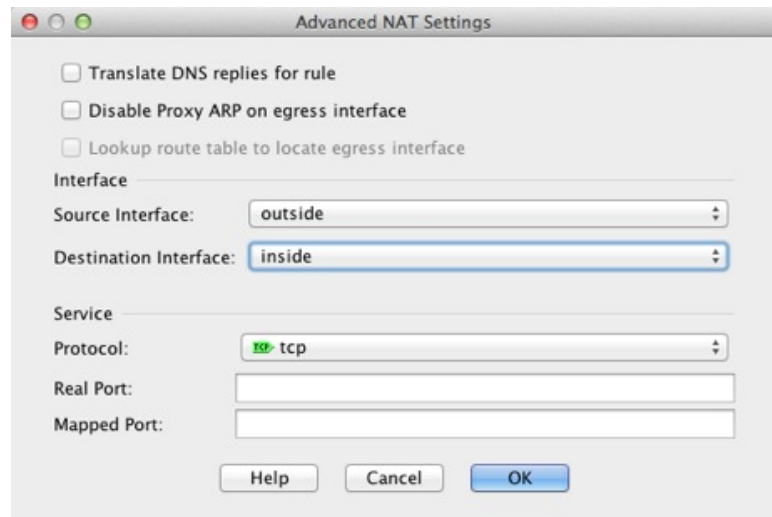 Advanced NAT Settings
Translate DNS replies for rule
Disable Proxy ARP on egress interface
Lookup route table to locate egress interface
Interface
Source Interface: outside
Destination Interface: inside
Service
Protocol: TCP tcp
Real Port:
Mapped Port:
Help Cancel OK